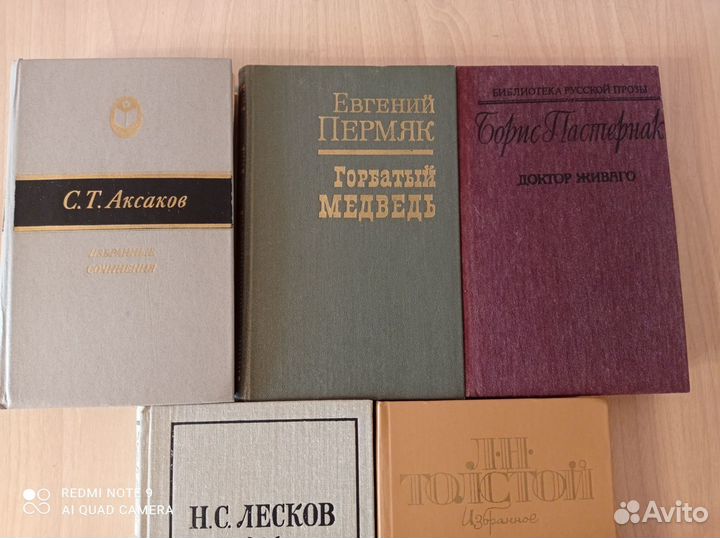 С. Т. Аксаков
ИЗБРАННЫЕ
СОЧИНЕНИЯ
ЕВГЕНИЙ
ПЕРМЯК
ГОРБАТЫЙ
МЕДВЕДЬ
БИБЛИОТЕКА РУССКОЙ ПРОЗЫ
Борис Пастернак
ДОКТОР ЖИВАГО
Н.С. ЛЕСКОВ
Л·Н·
ТОЛСТОЙ
Избранное
REDMI NOTE 9
AI QUAD CAMERA
Avito